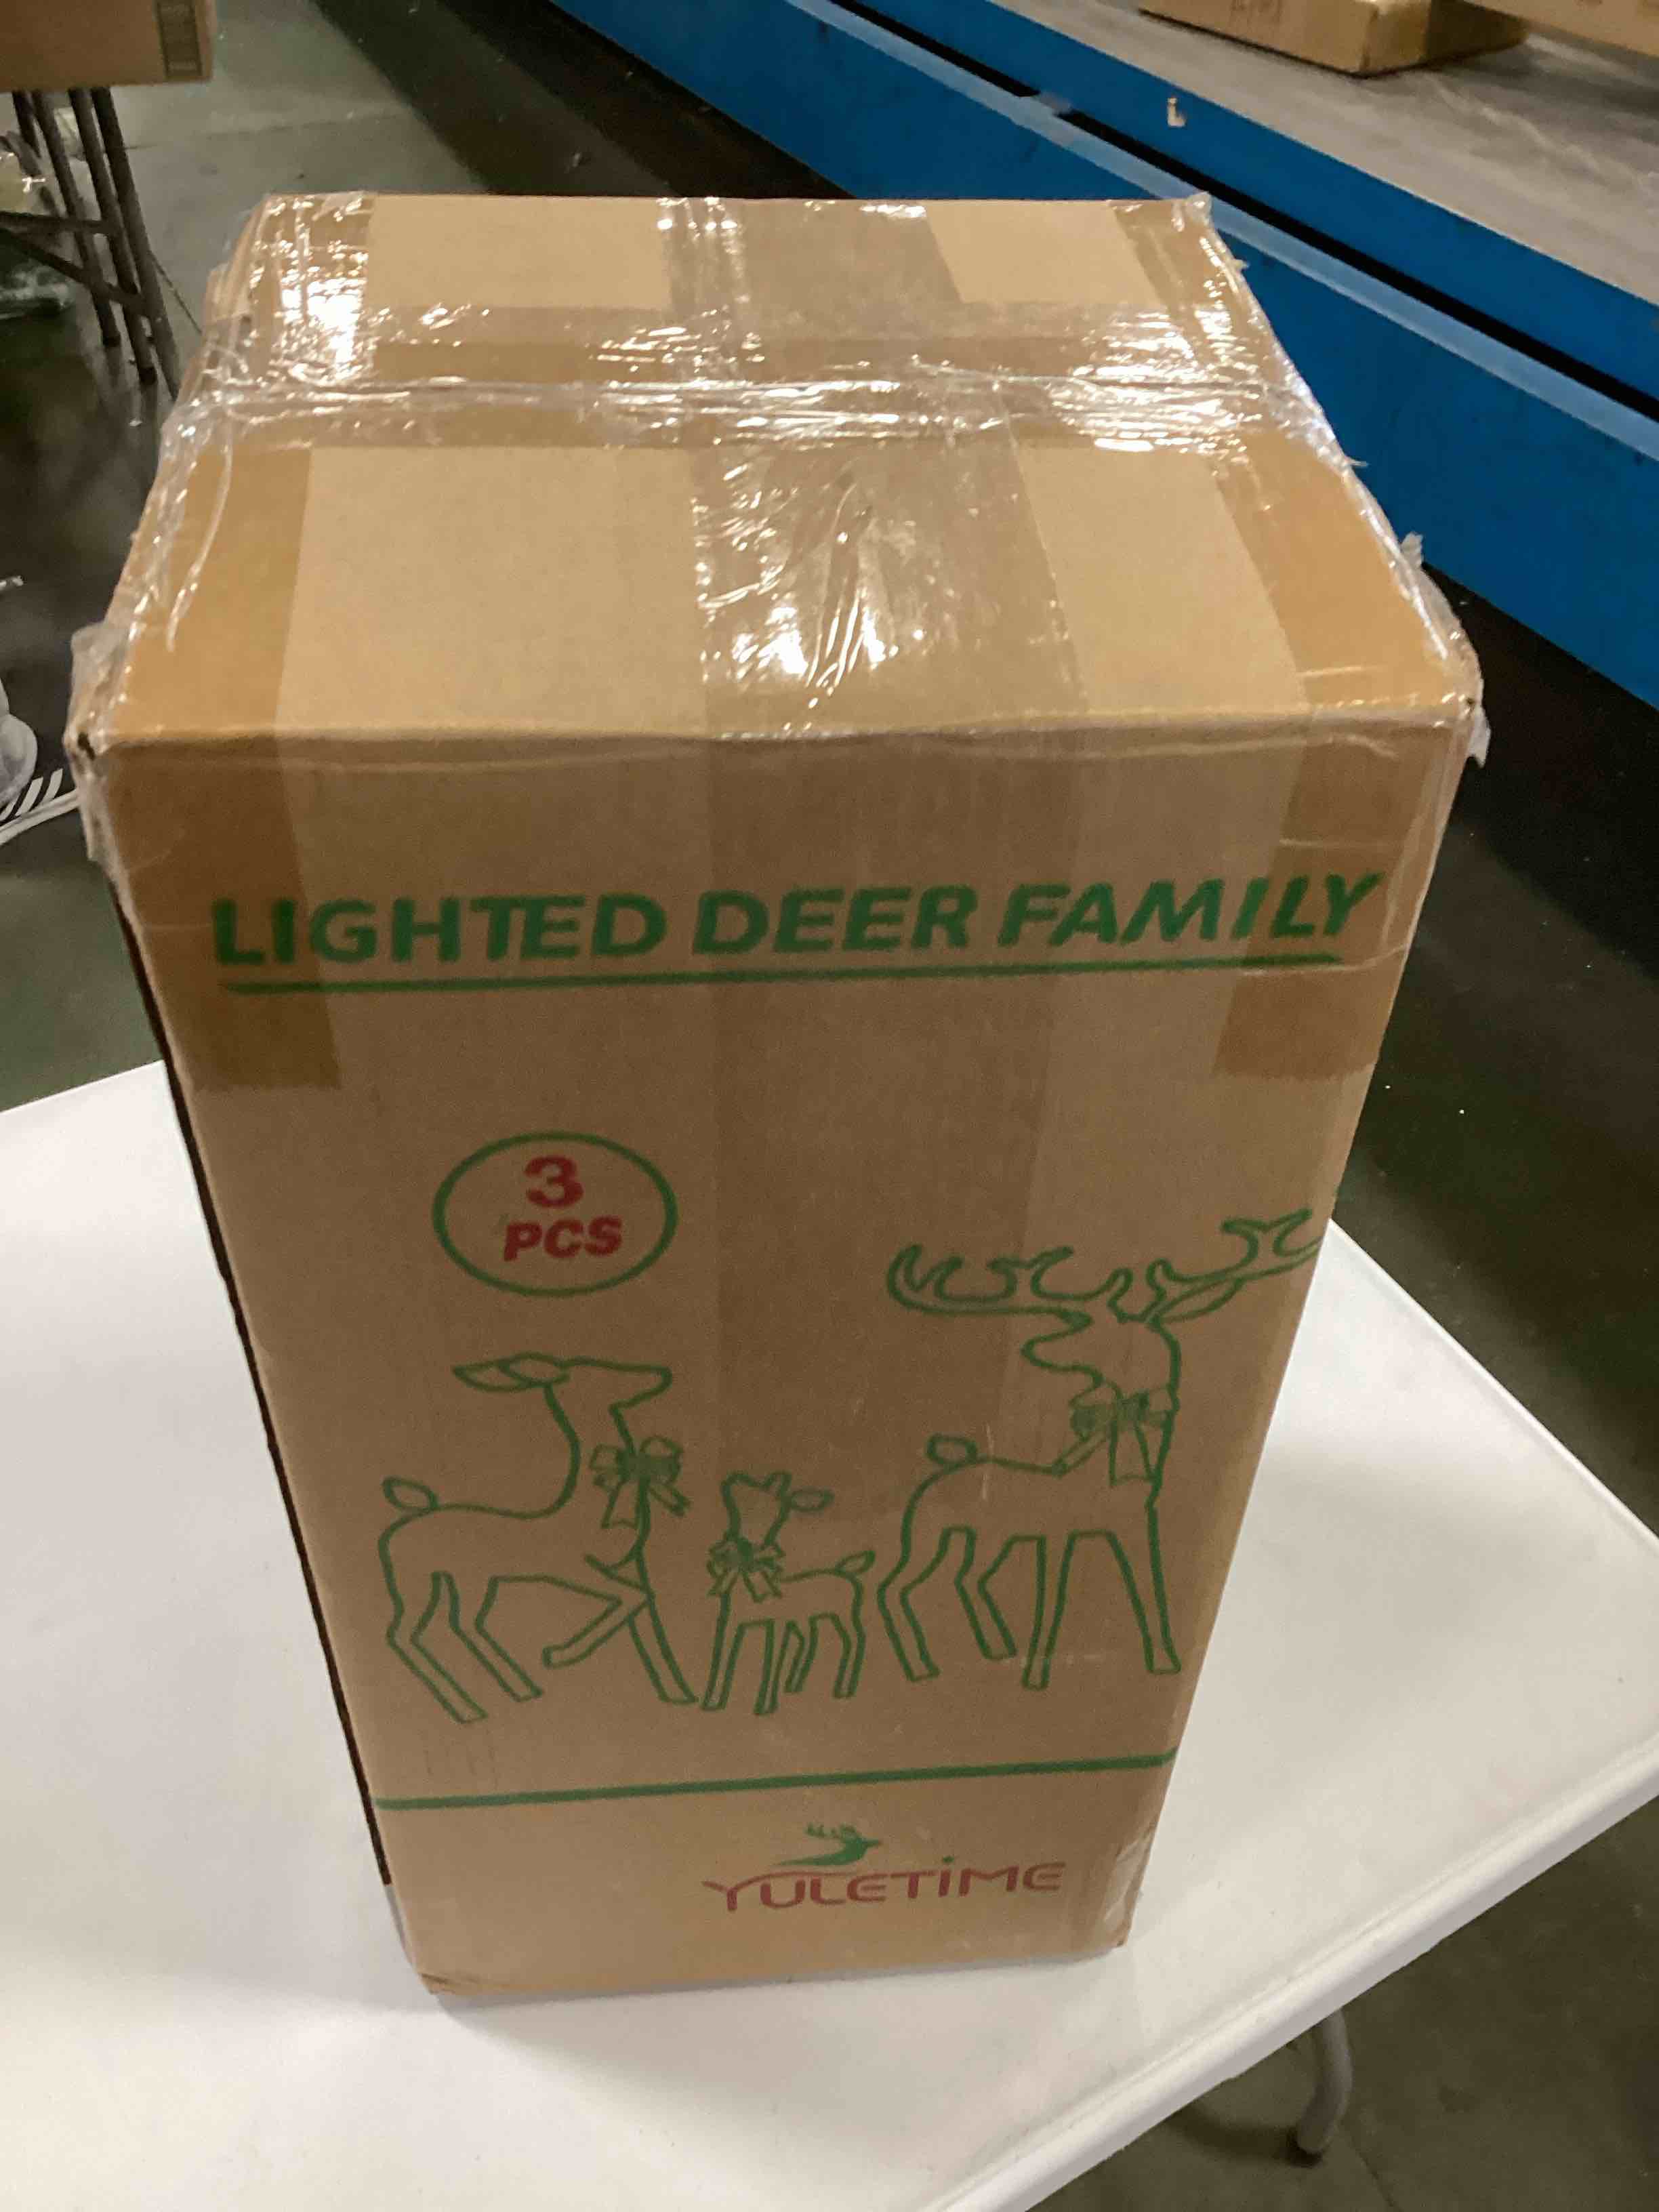 LIGHTED DEER FAMILY
3
PCS
YULETIME